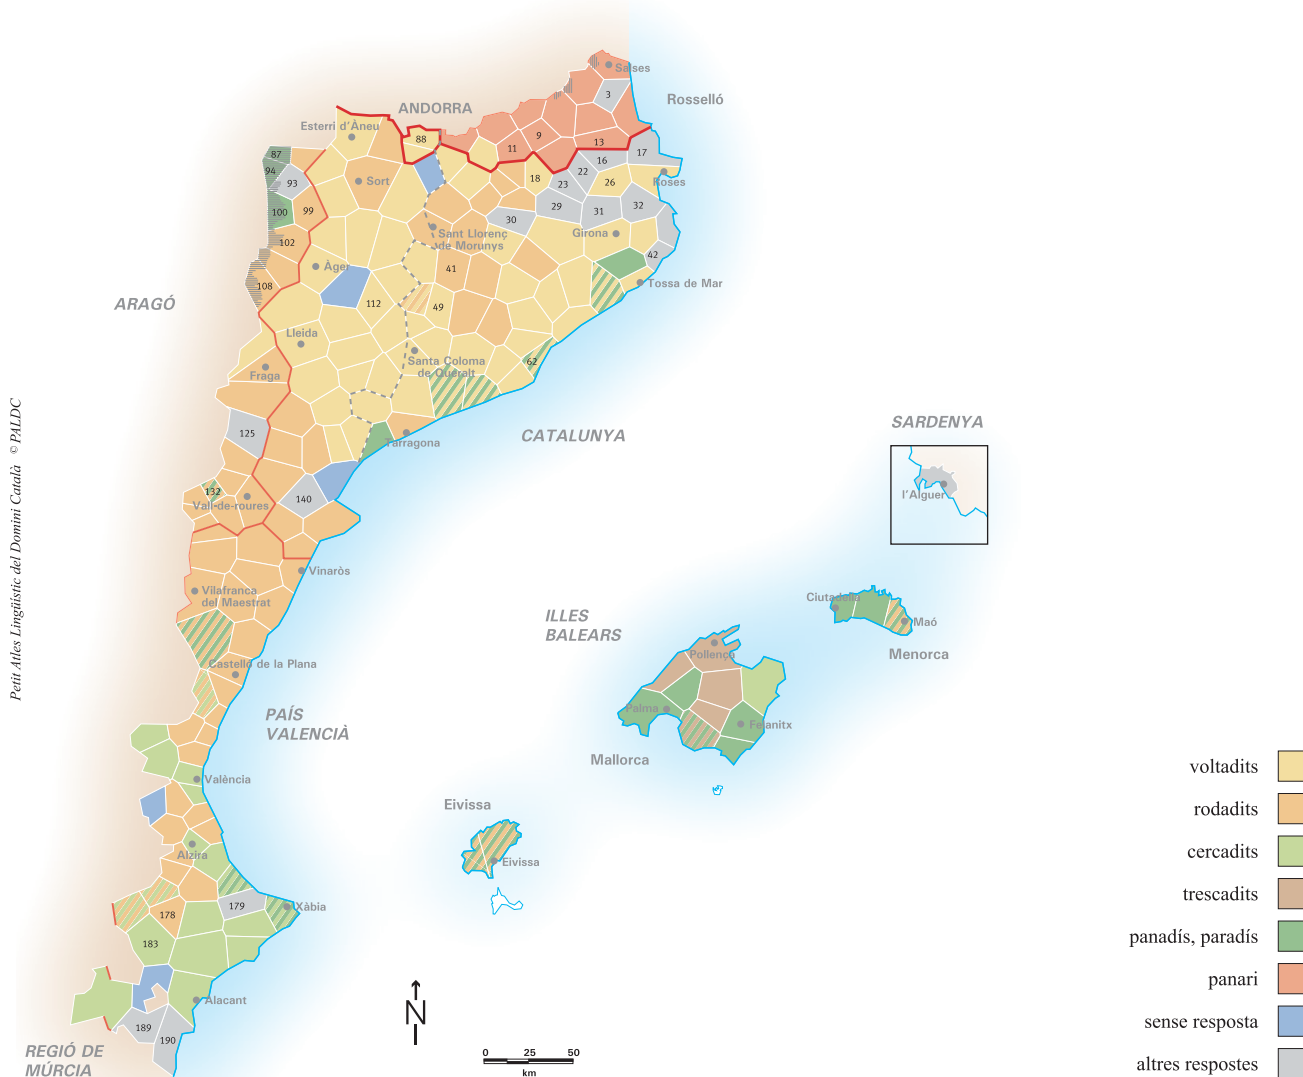 Salses
3
Rosselló
ANDORRA
Esterri d'Àneu
88
9
11
13
16
17
87
94
93
Sort
18
22
23
26
Roses
100
99
29
31
32
30
Sant Llorenç
de Morunys
Girona
102
42
Àger
41
108
Tossa de Mar
ARAGÓ
112
49
Lleida
Santa Coloma
de Queralt
62
Fraga
125
Tarragona
CATALUNYA
SARDENYA
l'Alguer
132
Vall-de-roures
140
Vinaròs
Vilafranca
del Maestrat
ILLES
BALEARS
Ciutadella
Maó
Menorca
Pollença
Castelló de la Plana
Palma
Felanitx
PAÍS
VALENCIÀ
Mallorca
València
Eivissa
Alzira
Eivissa
179
Xàbia
178
183
Alacant
189
190
REGIÓ DE
MÚRCIA
N
0 25 50
km
voltadits
rodadits
cercadits
trescadits
panadís, paradís
panari
sense resposta
altres respostes
Petit Atles Lingüístic del Domini Català © PALDC